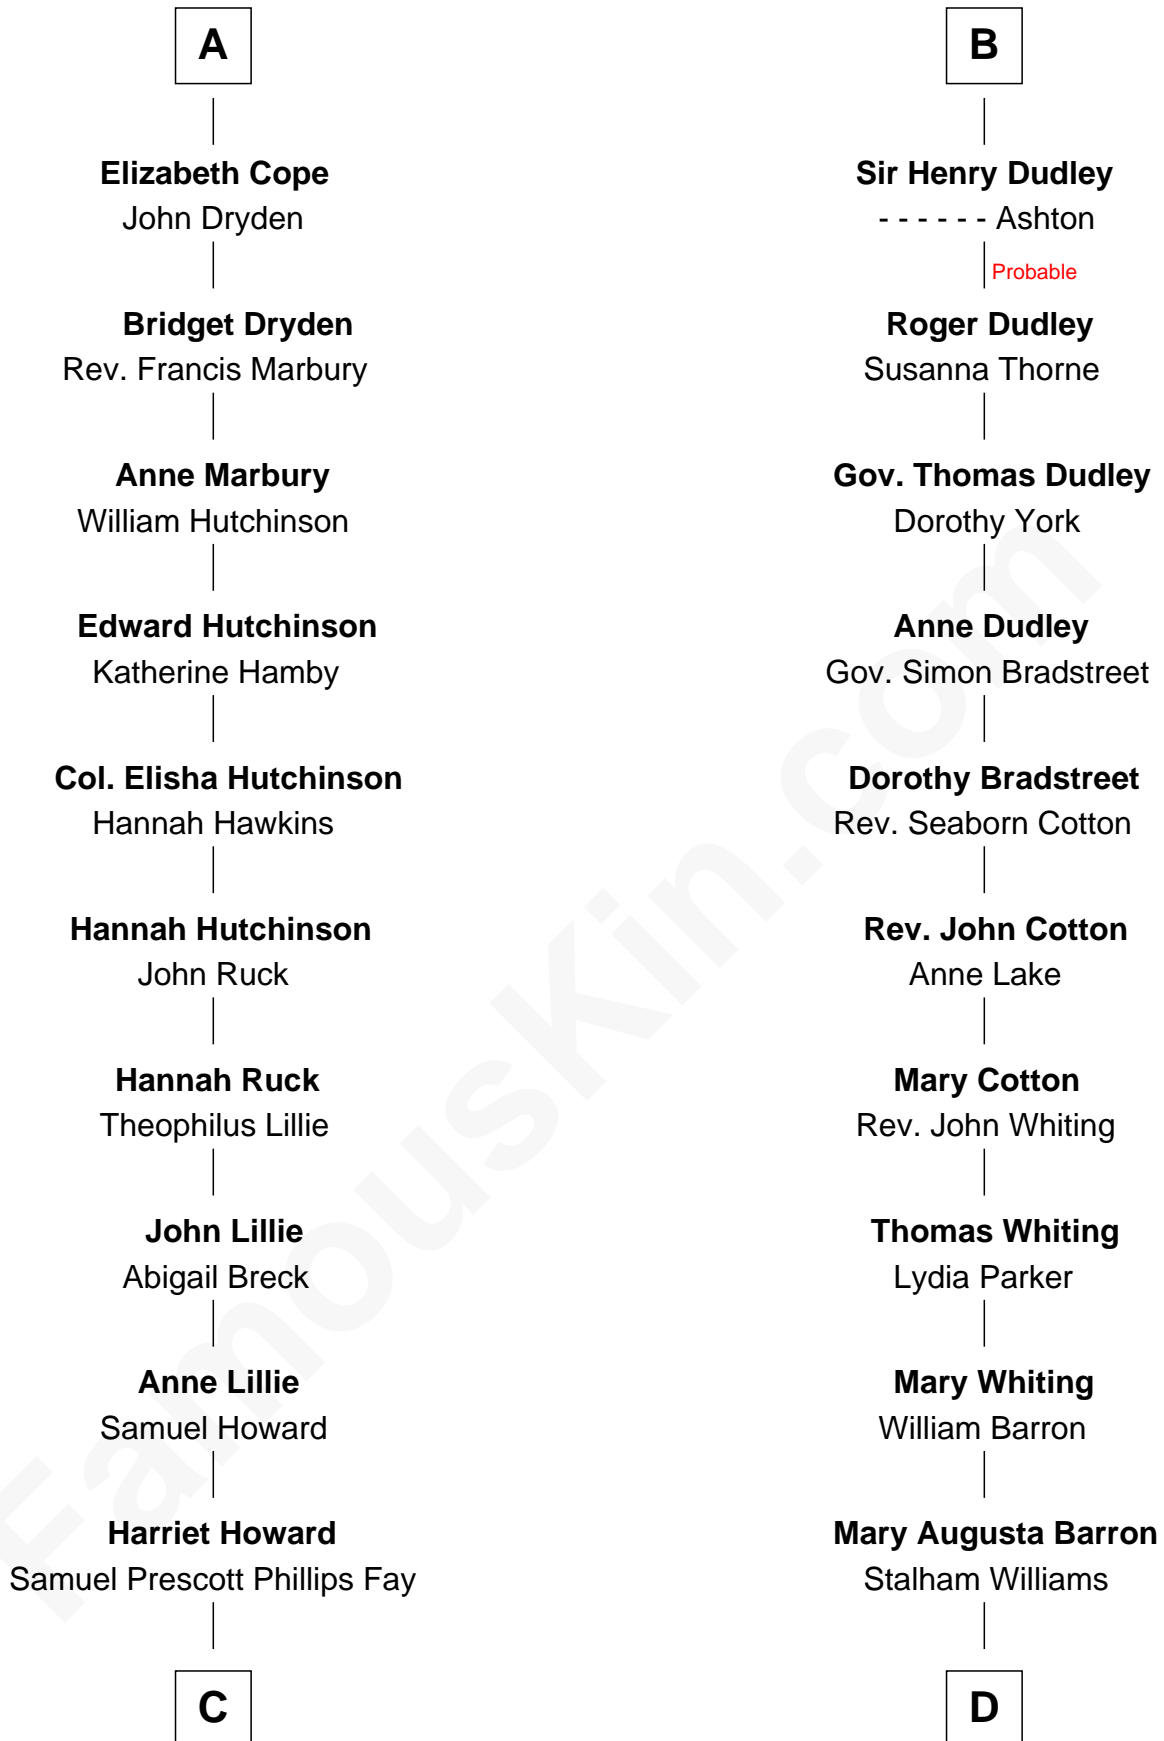 A
Elizabeth Cope
John Dryden
Bridget Dryden
Rev. Francis Marbury
Anne Marbury
William Hutchinson
Edward Hutchinson
Katherine Hamby
Col. Elisha Hutchinson
Hannah Hawkins
Hannah Hutchinson
John Ruck
Hannah Ruck
Theophilus Lillie
John Lillie
Abigail Breck
Anne Lillie
Samuel Howard
Harriet Howard
Samuel Prescott Phillips Fay
C
B
Sir Henry Dudley
- - - - - - Ashton
Probable
Roger Dudley
Susanna Thorne
Gov. Thomas Dudley
Dorothy York
Anne Dudley
Gov. Simon Bradstreet
Dorothy Bradstreet
Rev. Seaborn Cotton
Rev. John Cotton
Anne Lake
Mary Cotton
Rev. John Whiting
Thomas Whiting
Lydia Parker
Mary Whiting
William Barron
Mary Augusta Barron
Stalham Williams
D
FamousKin.com